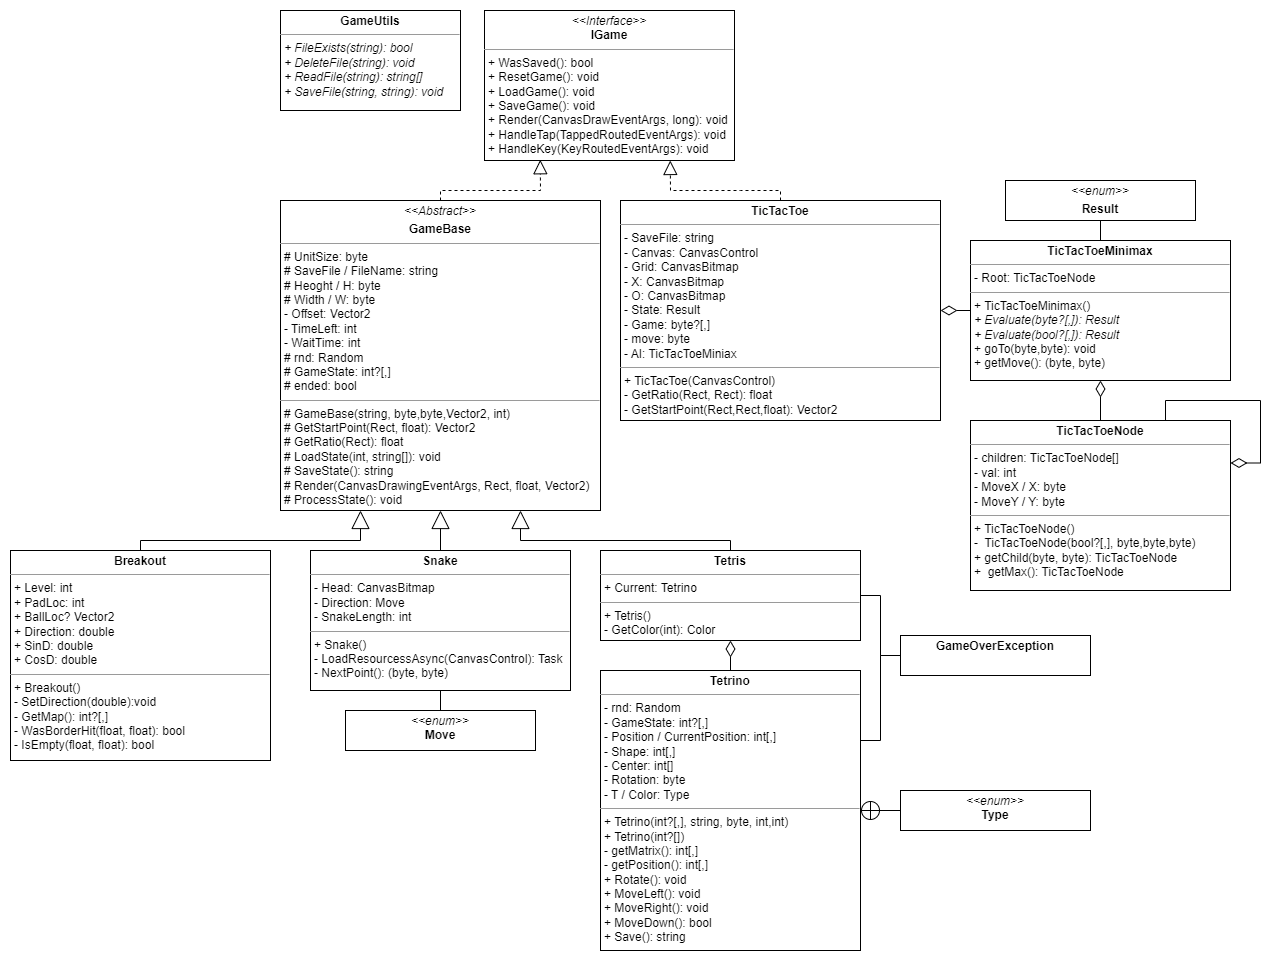 GameUtils
+ FileExists(string): bool
+ DeleteFile(string): void
+ ReadFile(string): string[]
+ SaveFile(string, string): void
<<Interface>>
IGame
+ WasSaved(): bool
+ ResetGame(): void
+ LoadGame(): void
+ SaveGame(): void
+ Render(CanvasDrawEventArgs, long): void
+ HandleTap(TappedRoutedEventArgs): void
+ HandleKey(KeyRoutedEventArgs): void
<<Abstract>>
GameBase
# UnitSize: byte
# SaveFile / FileName: string
# Heoght / H: byte
# Width / W: byte
- Offset: Vector2
- TimeLeft: int
- WaitTime: int
# rnd: Random
# GameState: int?[,]
# ended: bool
# GameBase(string, byte,byte,Vector2, int)
# GetStartPoint(Rect, float): Vector2
# GetRatio(Rect): float
# LoadState(int, string[]): void
# SaveState(): string
# Render(CanvasDrawingEventArgs, Rect, float, Vector2)
# ProcessState(): void
TicTacToe
- SaveFile: string
- Canvas: CanvasControl
- Grid: CanvasBitmap
- X: CanvasBitmap
- O: CanvasBitmap
- State: Result
- Game: byte?[,]
- move: byte
- AI: TicTacToeMiniax
+ TicTacToe(CanvasControl)
- GetRatio(Rect, Rect): float
- GetStartPoint(Rect,Rect,float): Vector2
<<enum>>
Result
TicTacToeMinimax
- Root: TicTacToeNode
+ TicTacToeMinimax()
+ Evaluate(byte?[,]): Result
+ Evaluate(bool?[,]): Result
+ goTo(byte,byte): void
+ getMove(): (byte, byte)
TicTacToeNode
- children: TicTacToeNode[]
- val: int
- MoveX / X: byte
- MoveY / Y: byte
+ TicTacToeNode()
- TicTacToeNode(bool?[,], byte,byte,byte)
+ getChild(byte, byte): TicTacToeNode
+ getMax(): TicTacToeNode
Breakout
+ Level: int
+ PadLoc: int
+ BallLoc? Vector2
+ Direction: double
+ SinD: double
+ CosD: double
+ Breakout()
- SetDirection(double):void
- GetMap(): int?[,]
- WasBorderHit(float, float): bool
- IsEmpty(float, float): bool
Snake
- Head: CanvasBitmap
- Direction: Move
- SnakeLength: int
+ Snake()
- LoadResourcessAsync(CanvasControl): Task
- NextPoint(): (byte, byte)
<<enum>>
Move
Tetris
+ Current: Tetrino
+ Tetris()
- GetColor(int): Color
Tetrino
- rnd: Random
- GameState: int?[,]
- Position / CurrentPosition: int[,]
- Shape: int[,]
- Center: int[]
- Rotation: byte
- T / Color: Type
+ Tetrino(int?[,], string, byte, int,int)
+ Tetrino(int?[])
- getMatrix(): int[,]
- getPosition(): int[,]
+ Rotate(): void
+ MoveLeft(): void
+ MoveRight(): void
+ MoveDown(): bool
+ Save(): string
GameOverException
<<enum>>
Type